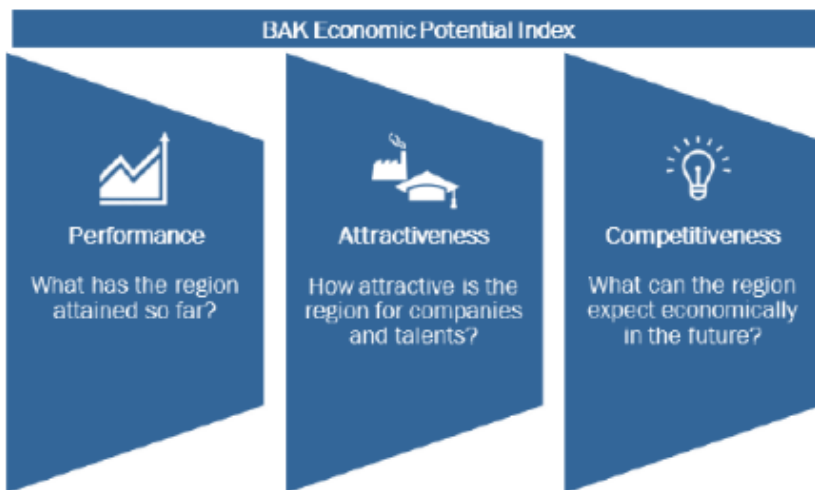 BAK Economic Potential Index
Performance
What has the region
attained so far?
Attractiveness
How attractive is the
region for companies
and talents?
Competitiveness
What can the region
expect economically
in the future?